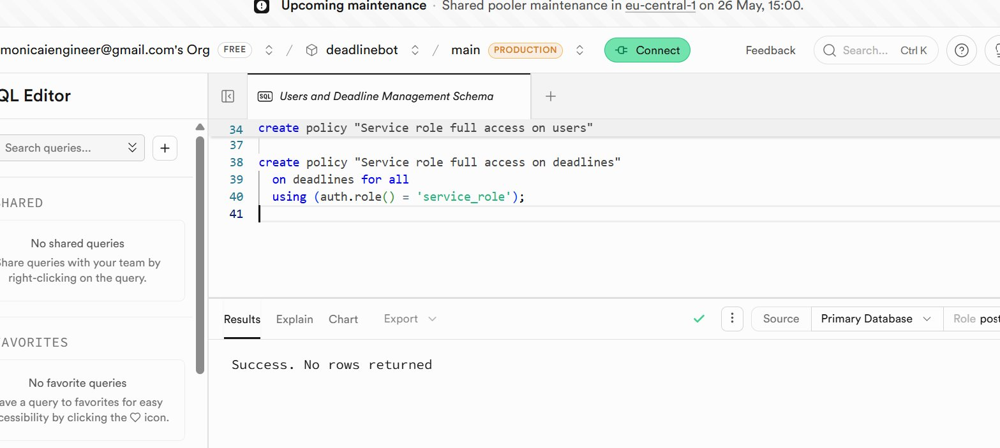 Upcoming maintenance · Shared pooler maintenance in eu-central-1 on 26 May, 15:00.
monicaiengineer@gmail.com's Org FREE / deadlinebot / main PRODUCTION Connect Feedback Search... Ctrl K
QL Editor
SQL Users and Deadline Management Schema
Search queries...
34 create policy "Service role full access on users"
37
38 create policy "Service role full access on deadlines"
39 on deadlines for all
40 using (auth.role() = 'service_role');
41
HARED
No shared queries
Share queries with your team by
right-clicking on the query.
Results Explain Chart Export Source Primary Database Role post
Success. No rows returned
AVORITES
No favorite queries
ave a query to favorites for easy
cessibility by clicking the ♡ icon.